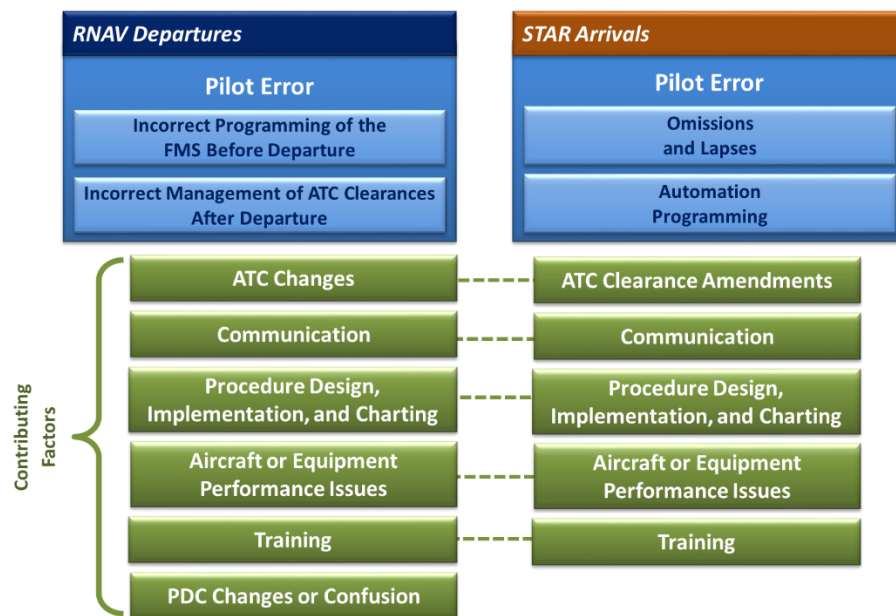 RNAV Departures
Pilot Error
Incorrect Programming of the
FMS Before Departure
Incorrect Management of ATC Clearances
After Departure
STAR Arrivals
Pilot Error
Omissions
and Lapses
Automation
Programming
Contributing
Factors
ATC Changes
ATC Clearance Amendments
Communication
Communication
Procedure Design,
Implementation, and Charting
Procedure Design,
Implementation, and Charting
Aircraft or Equipment
Performance Issues
Aircraft or Equipment
Performance Issues
Training
Training
PDC Changes or Confusion